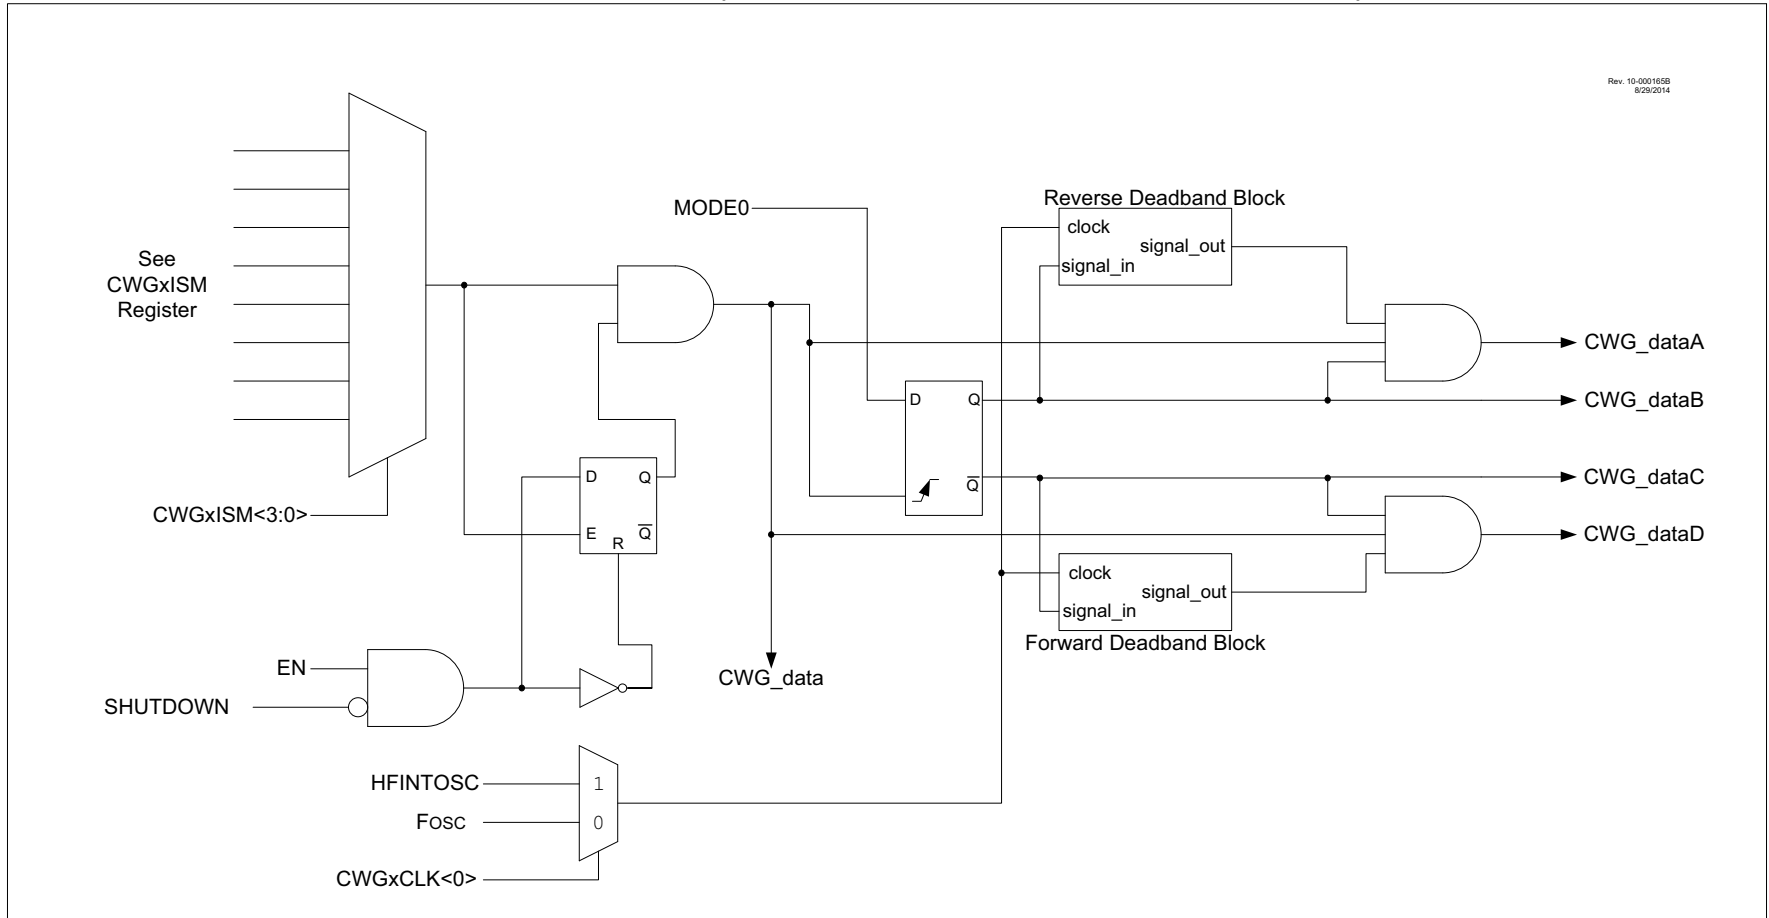 Rev. 10-000165B
8/29/2014
See
CWGxISM
Register
CWGxISM<3:0>
MODE0
Reverse Deadband Block
clock
signal_out
signal_in
CWG_dataA
D
Q
CWG_dataB
Q̅
CWG_dataC
D
Q
E
Q̅
R
CWG_dataD
clock
signal_out
signal_in
Forward Deadband Block
EN
SHUTDOWN
CWG_data
HFINTOSC
1
FOSC
0
CWGxCLK<0>